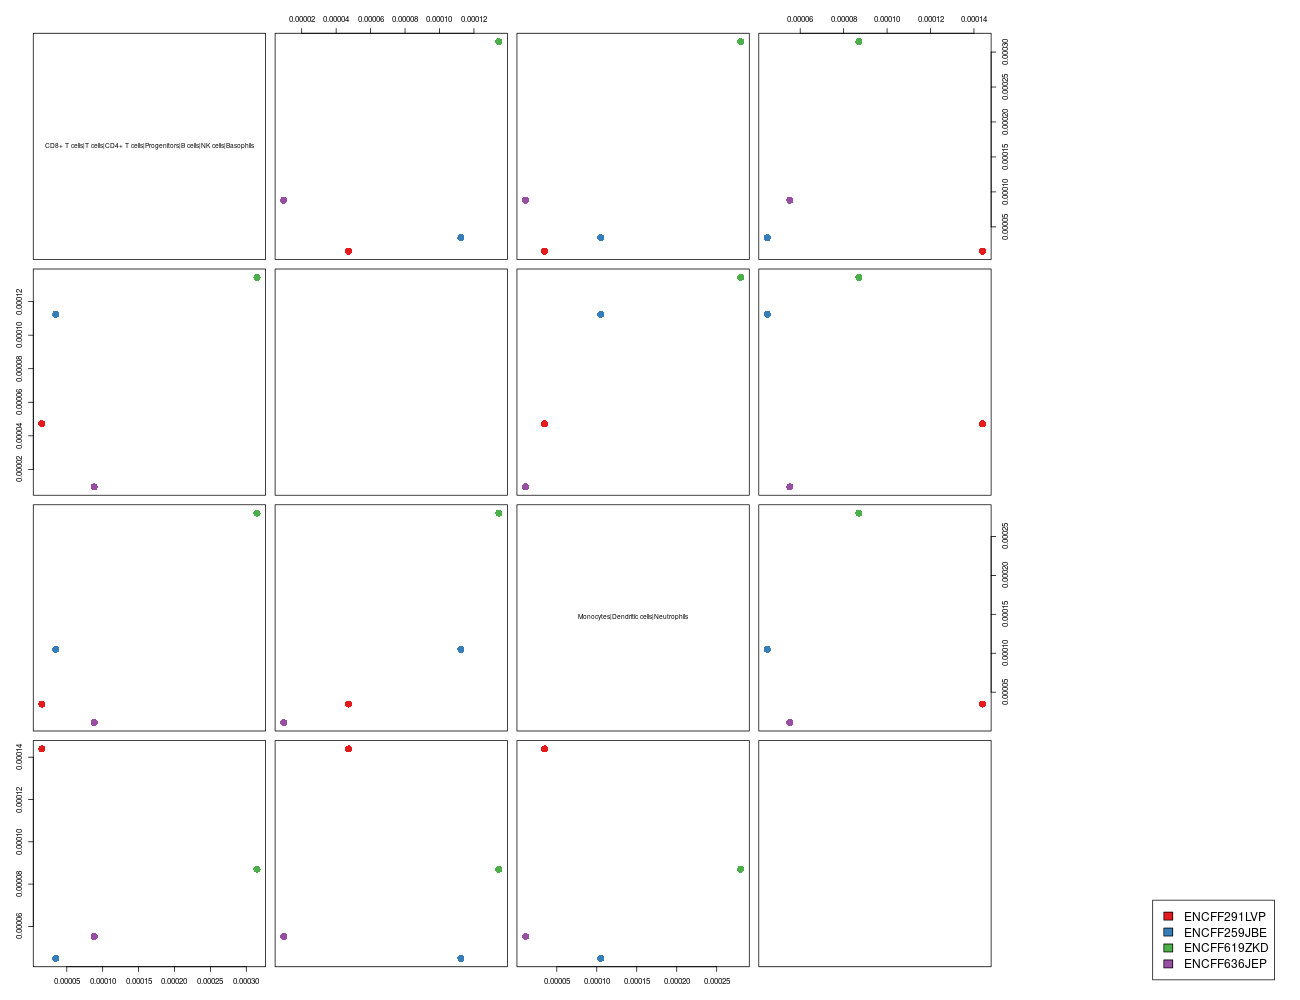 0.00002 0.00004 0.00006 0.00008 0.00010 0.00012
0.00006 0.00008 0.00010 0.00012 0.00014
CD8+ T cells|T cells|CD4+ T cells|Progenitors|B cells|NK cells|Basophils
0.00030
0.00025
0.00020
0.00015
0.00010
0.00005
0.00012
0.00010
0.00008
0.00006
0.00004
0.00002
Monocytes|Dendritic cells|Neutrophils
0.00025
0.00020
0.00015
0.00010
0.00005
0.00014
0.00012
0.00010
0.00008
0.00006
0.00005 0.00010 0.00015 0.00020 0.00025 0.00030
0.00005 0.00010 0.00015 0.00020 0.00025
ENCFF291LVP
ENCFF259JBE
ENCFF619ZKD
ENCFF636JEP